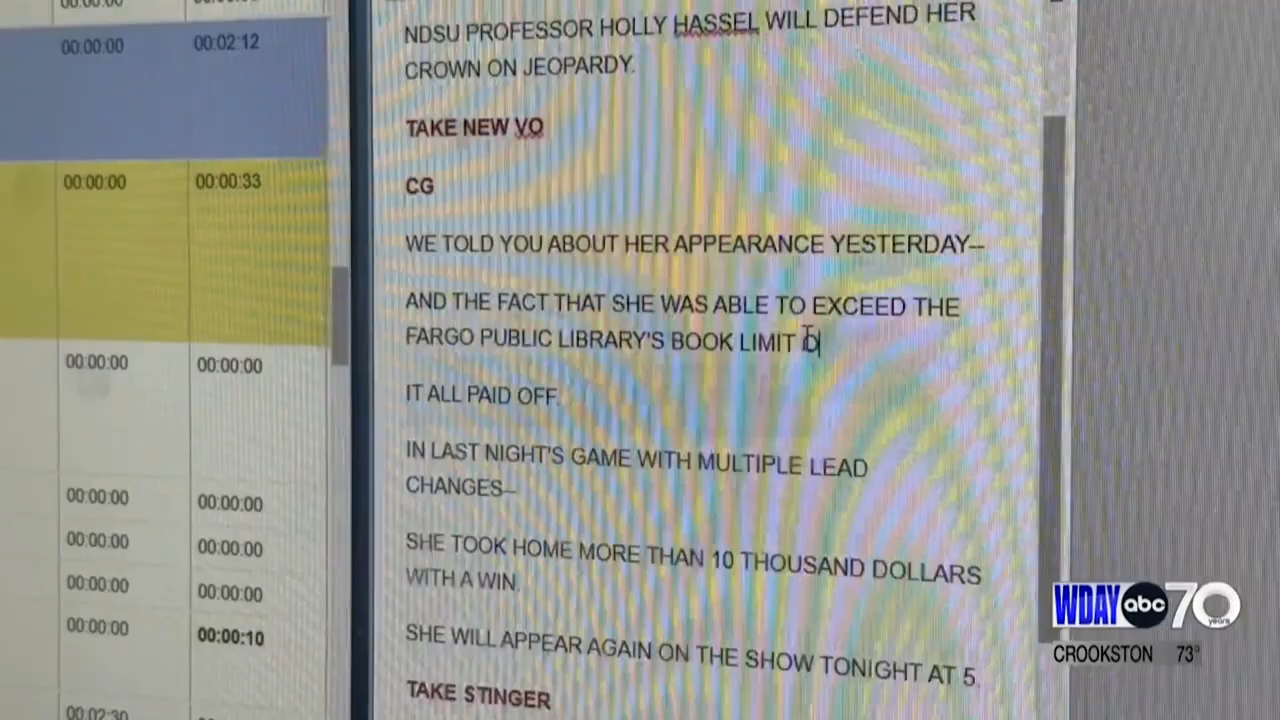 00:00:00
00:00:00 00:02:12
00:00:00 00:00:33
00:00:00 00:00:00
00:00:00 00:00:00
00:00:00 00:00:00
00:00:00 00:00:00
00:00:00 00:00:10
00:02:30
NDSU PROFESSOR HOLLY HASSEL WILL DEFEND HER
CROWN ON JEOPARDY.
TAKE NEW VO
CG
WE TOLD YOU ABOUT HER APPEARANCE YESTERDAY--
AND THE FACT THAT SHE WAS ABLE TO EXCEED THE
FARGO PUBLIC LIBRARY'S BOOK LIMIT
IT ALL PAID OFF.
IN LAST NIGHT'S GAME WITH MULTIPLE LEAD
CHANGES--
SHE TOOK HOME MORE THAN 10 THOUSAND DOLLARS
WITH A WIN.
SHE WILL APPEAR AGAIN ON THE SHOW TONIGHT AT 5.
TAKE STINGER
WDAY abc 70
years
CROOKSTON 73°